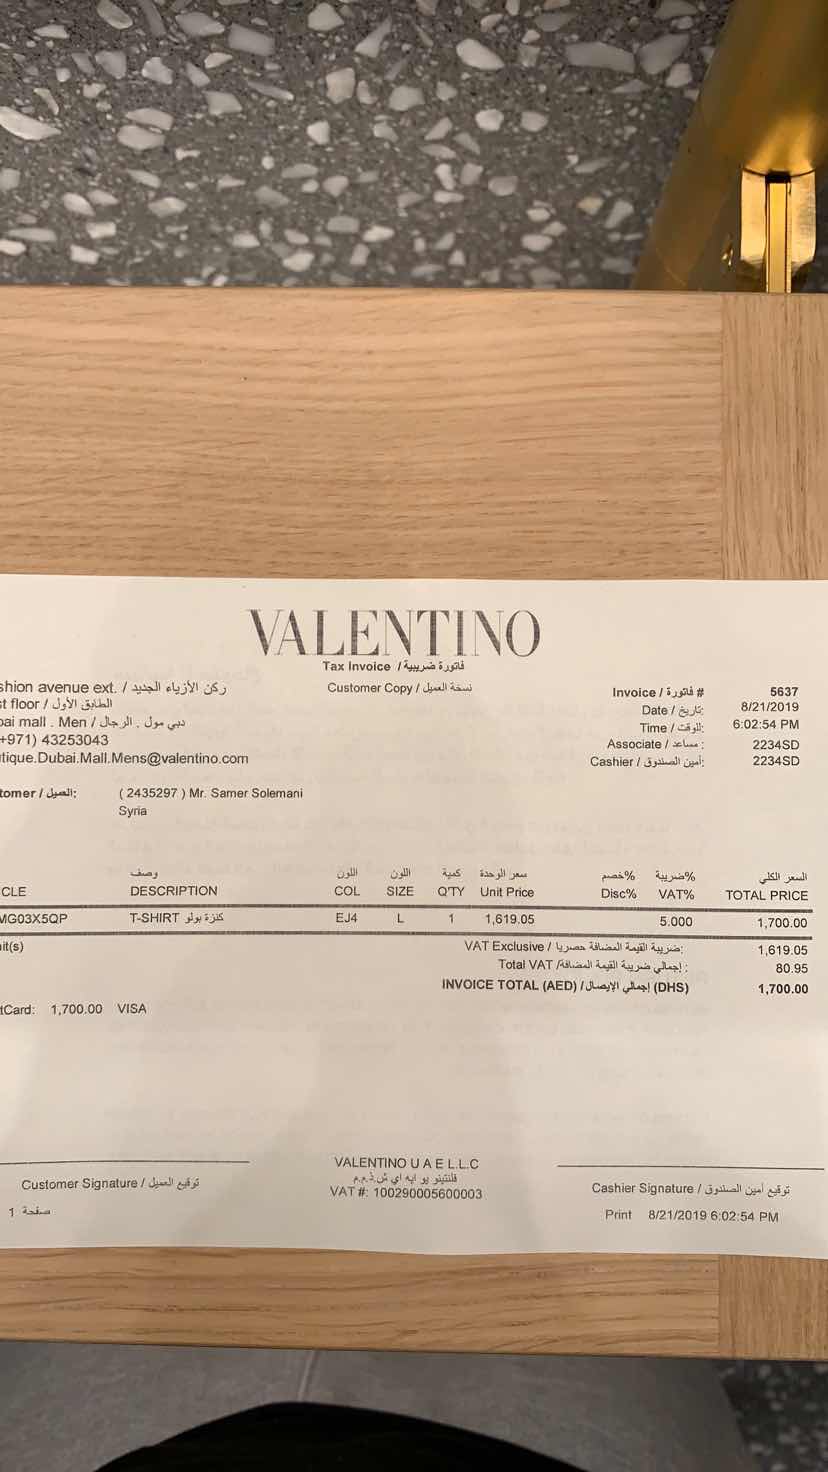 VALENTINO
Tax Invoice / فاتورة ضريبية
Customer Copy / نسخة العميل
shion avenue ext. / ركن الأزياء الجديد
t floor / الطابق الأول
bai mall . Men / دبي مول . الرجال
+971) 43253043
tique.Dubai.Mall.Mens@valentino.com
Invoice / فاتورة # 5637
Date / تاريخ: 8/21/2019
Time / للوقت: 6:02:54 PM
Associate / مساعد : 2234SD
Cashier / أمين الصندوق: 2234SD
tomer / العميل: ( 2435297 ) Mr. Samer Solemani
Syria
وصف اللون اللون كمية سعر الوحدة خصم% ضريبة% السعر الكلي
CLE DESCRIPTION COL SIZE Q'TY Unit Price Disc% VAT% TOTAL PRICE
MG03X5QP T-SHIRT كنزة بولو EJ4 L 1 1,619.05 5.000 1,700.00
it(s) VAT Exclusive / ضريبة القيمة المضافة حصريا: 1,619.05
Total VAT /إجمالي ضريبة القيمة المضافة : 80.95
INVOICE TOTAL (AED) / إجمالي الإيصال (DHS) 1,700.00
tCard: 1,700.00 VISA
Customer Signature / توقيع العميل
VALENTINO U A E L.L.C
فلنتينو يو ايه اي ش.ذ.م.م
VAT #: 100290005600003
Cashier Signature / توقيع أمين الصندوق
1 صفحة
Print 8/21/2019 6:02:54 PM